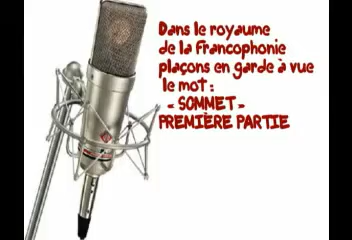 Dans le royaume
de la Francophonie
plaçons en garde à vue
le mot :
« SOMMET »
PREMIÈRE PARTIE